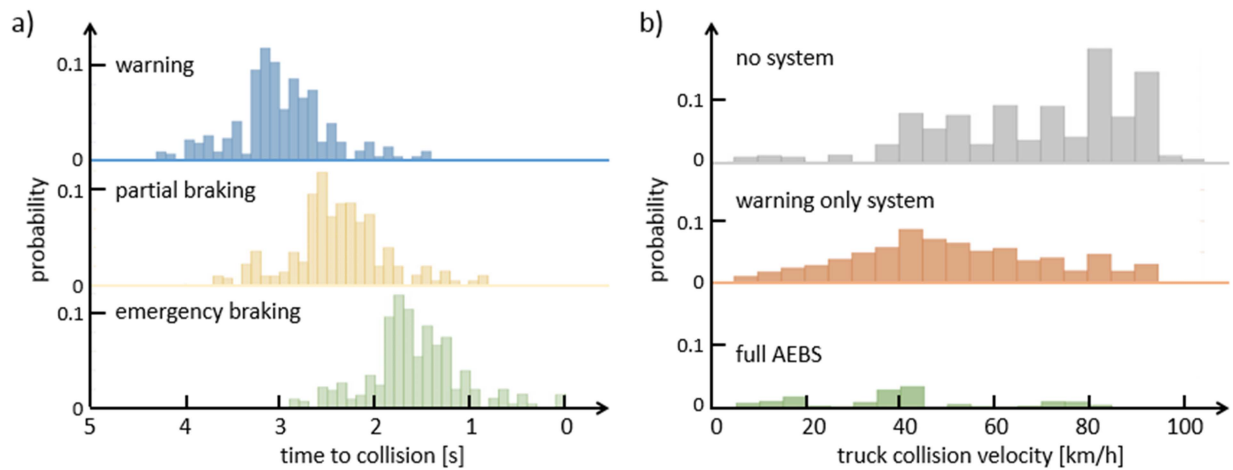 a)
0.1
warning
0
0.1
partial braking
0
0.1
emergency braking
0
probability
5 4 3 2 1 0
time to collision [s]
b)
no system
0.1
0
warning only system
0.1
0
full AEBS
0.1
0
probability
0 20 40 60 80 100
truck collision velocity [km/h]